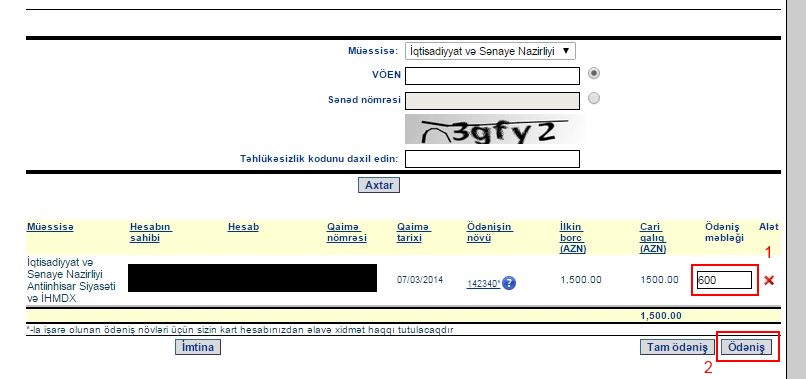 Müəssisə: İqtisadiyyat və Sənaye Nazirliyi
VÖEN
Sənəd nömrəsi
3gfy2
Təhlükəsizlik kodunu daxil edin:
Axtar
Müəssisə Hesabın sahibi Hesab Qaimə nömrəsi Qaimə tarixi Ödənişin növü İlkin borc (AZN) Cari qalıq (AZN) Ödəniş məbləği Alət
1
İqtisadiyyat və
Sənaye Nazirliyi
Antiinhisar Siyasəti
və İHMDX
07/03/2014 142340* ? 1,500.00 1500.00 600
1,500.00
*-la işarə olunan ödəniş növləri üçün sizin kart hesabınızdan əlavə xidmət haqqı tutulacaqdır
İmtina Tam ödəniş Ödəniş
2